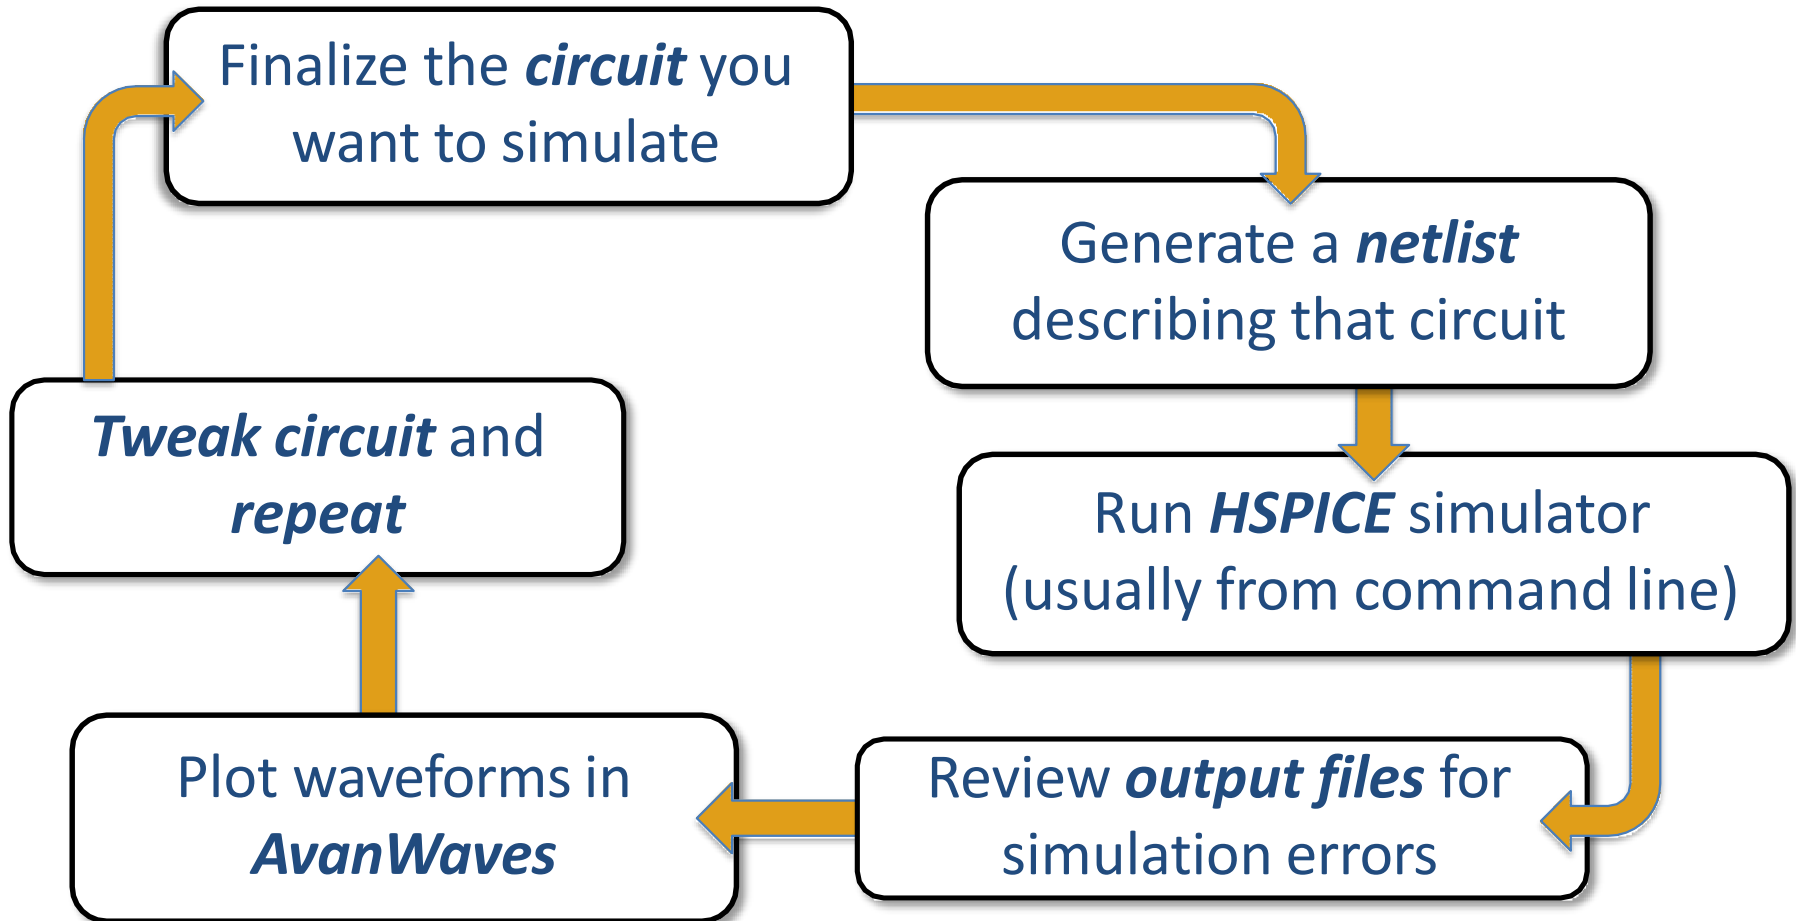 Finalize the circuit you
want to simulate
Generate a netlist
describing that circuit
Run HSPICE simulator
(usually from command line)
Review output files for
simulation errors
Plot waveforms in
AvanWaves
Tweak circuit and
repeat